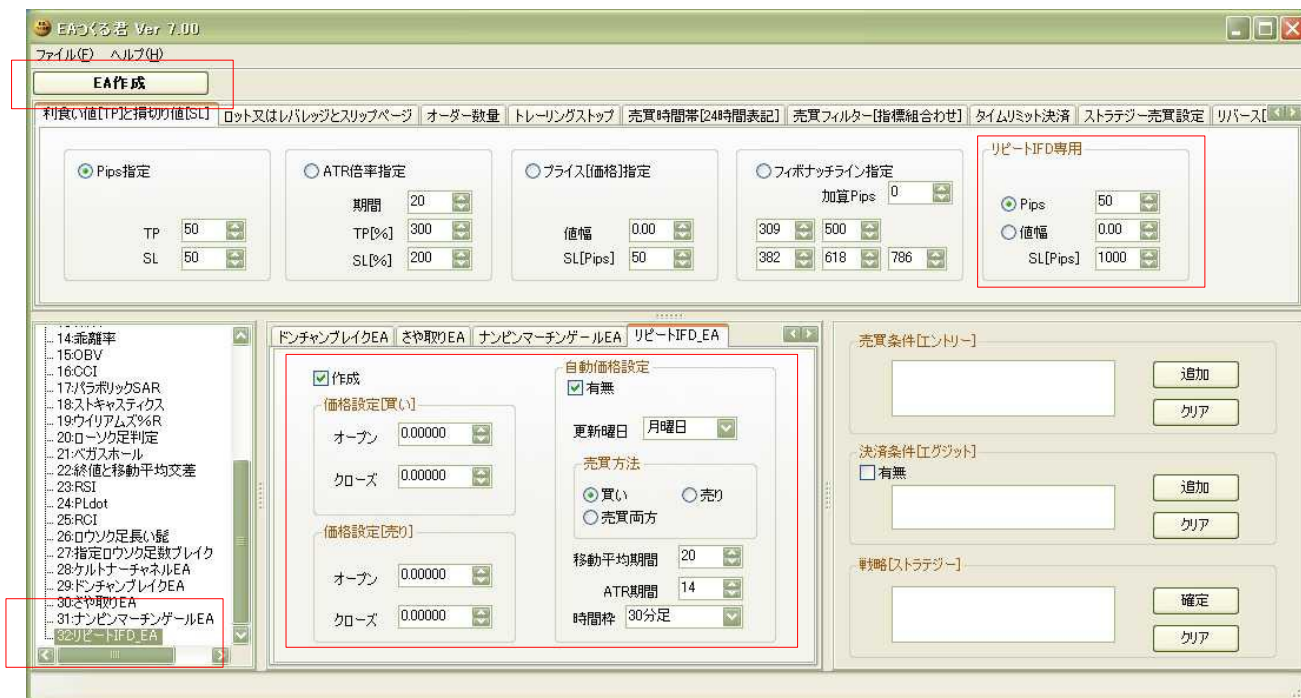 EAつくる君 Ver 7.00
ファイル(F) ヘルプ(H)
EA作成
利食い値[TP]と損切り値[SL] ロット又はレバレッジとスリップページ オーダー数量 トレーリングストップ 売買時間帯[24時間表記] 売買フィルター[指標組合わせ] タイムリミット決済 ストラテジー売買設定 リバース[
Pips指定
TP 50
SL 50
ATR倍率指定
期間 20
TP[%] 300
SL[%] 200
プライス[価格]指定
値幅 0.00
SL[Pips] 50
フィボナッチライン指定
加算Pips 0
309 500
382 618 786
リピートIFD専用
Pips 50
値幅 0.00
SL[Pips] 1000
14:乖離率
15:OBV
16:CCI
17:パラボリックSAR
18:ストキャスティクス
19:ウイリアムズ%R
20:ローソク足判定
21:ベガスホール
22:終値と移動平均交差
23:RSI
24:PLdot
25:RCI
26:ロウソク足長い髭
27:指定ロウソク足数ブレイク
28:ケルトナーチャネルEA
29:ドンチャンブレイクEA
30:さや取りEA
31:ナンピンマーチンゲールEA
32:リピートIFD_EA
ドンチャンブレイクEA さや取りEA ナンピンマーチンゲールEA リピートIFD_EA
作成
価格設定[買い]
オープン 0.00000
クローズ 0.00000
価格設定[売り]
オープン 0.00000
クローズ 0.00000
自動価格設定
有無
更新曜日 月曜日
売買方法
買い 売り
売買両方
移動平均期間 20
ATR期間 14
時間枠 30分足
売買条件[エントリー]
追加
クリア
決済条件[エグジット]
有無
追加
クリア
戦略[ストラテジー]
確定
クリア